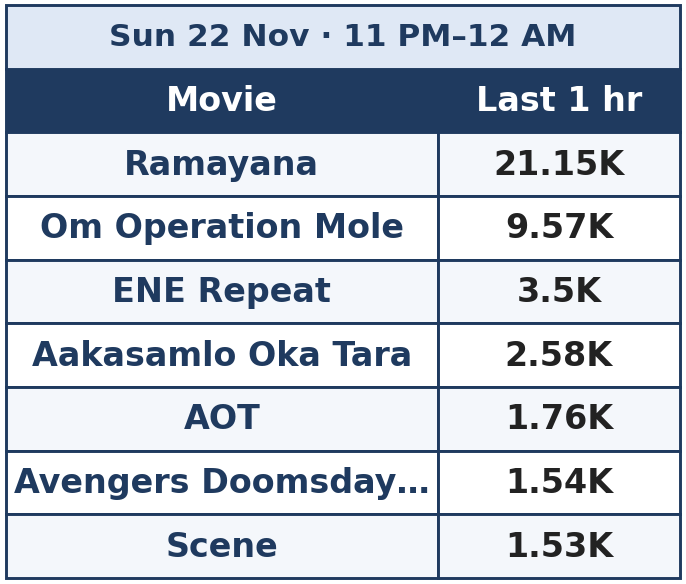 Sun 22 Nov · 11 PM–12 AM
Movie Last 1 hr
Ramayana 21.15K
Om Operation Mole 9.57K
ENE Repeat 3.5K
Aakasamlo Oka Tara 2.58K
AOT 1.76K
Avengers Doomsday... 1.54K
Scene 1.53K